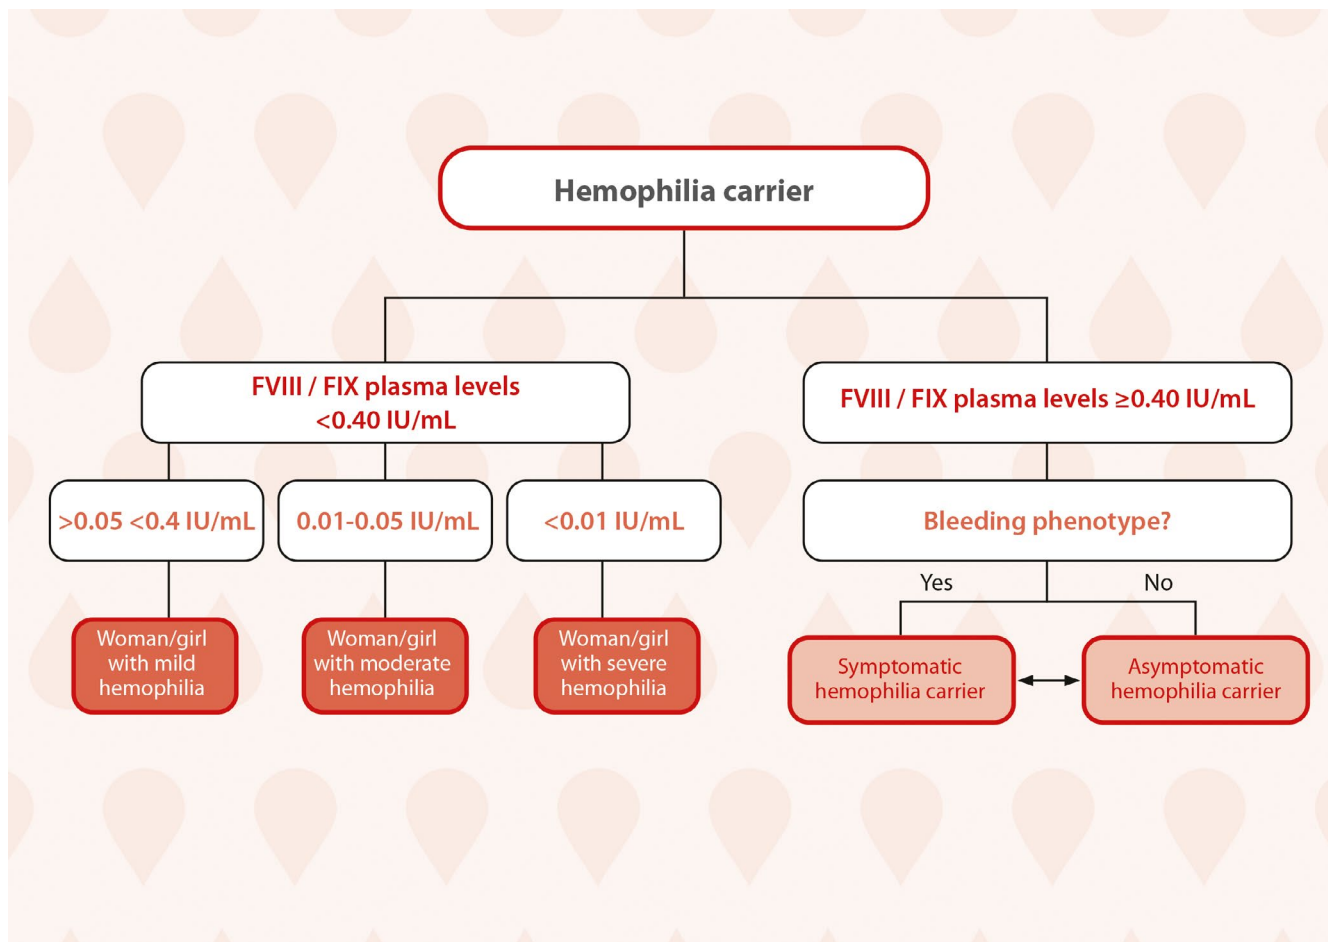 Hemophilia carrier
FVIII / FIX plasma levels
<0.40 IU/mL
FVIII / FIX plasma levels ≥0.40 IU/mL
>0.05 <0.4 IU/mL
0.01-0.05 IU/mL
<0.01 IU/mL
Bleeding phenotype?
Yes
No
Woman/girl
with mild
hemophilia
Woman/girl
with moderate
hemophilia
Woman/girl
with severe
hemophilia
Symptomatic
hemophilia carrier
Asymptomatic
hemophilia carrier